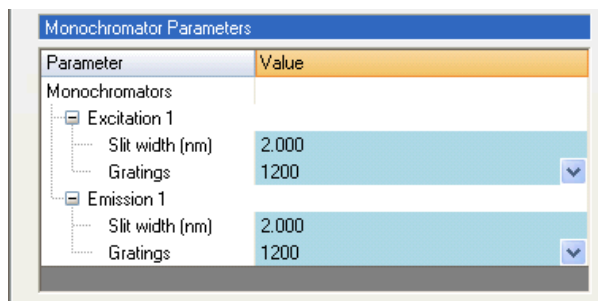 Monochromator Parameters
Parameter Value
Monochromators
Excitation 1
Slit width (nm) 2.000
Gratings 1200
Emission 1
Slit width (nm) 2.000
Gratings 1200